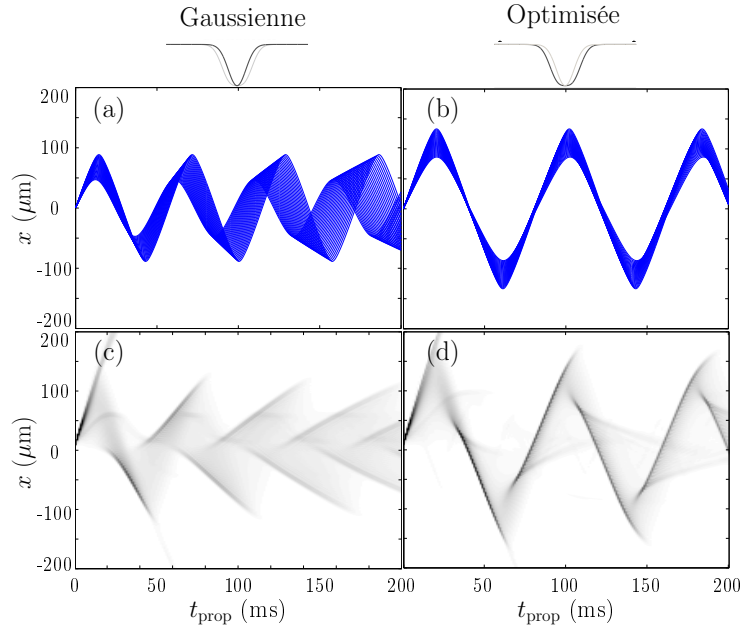 Gaussienne Optimisée
200 (a) (b)
100
0
-100
-200
x (μm)
200 (c) (d)
100
0
-100
-200
x (μm)
0 50 100 150 200 50 100 150 200
t_prop (ms) t_prop (ms)